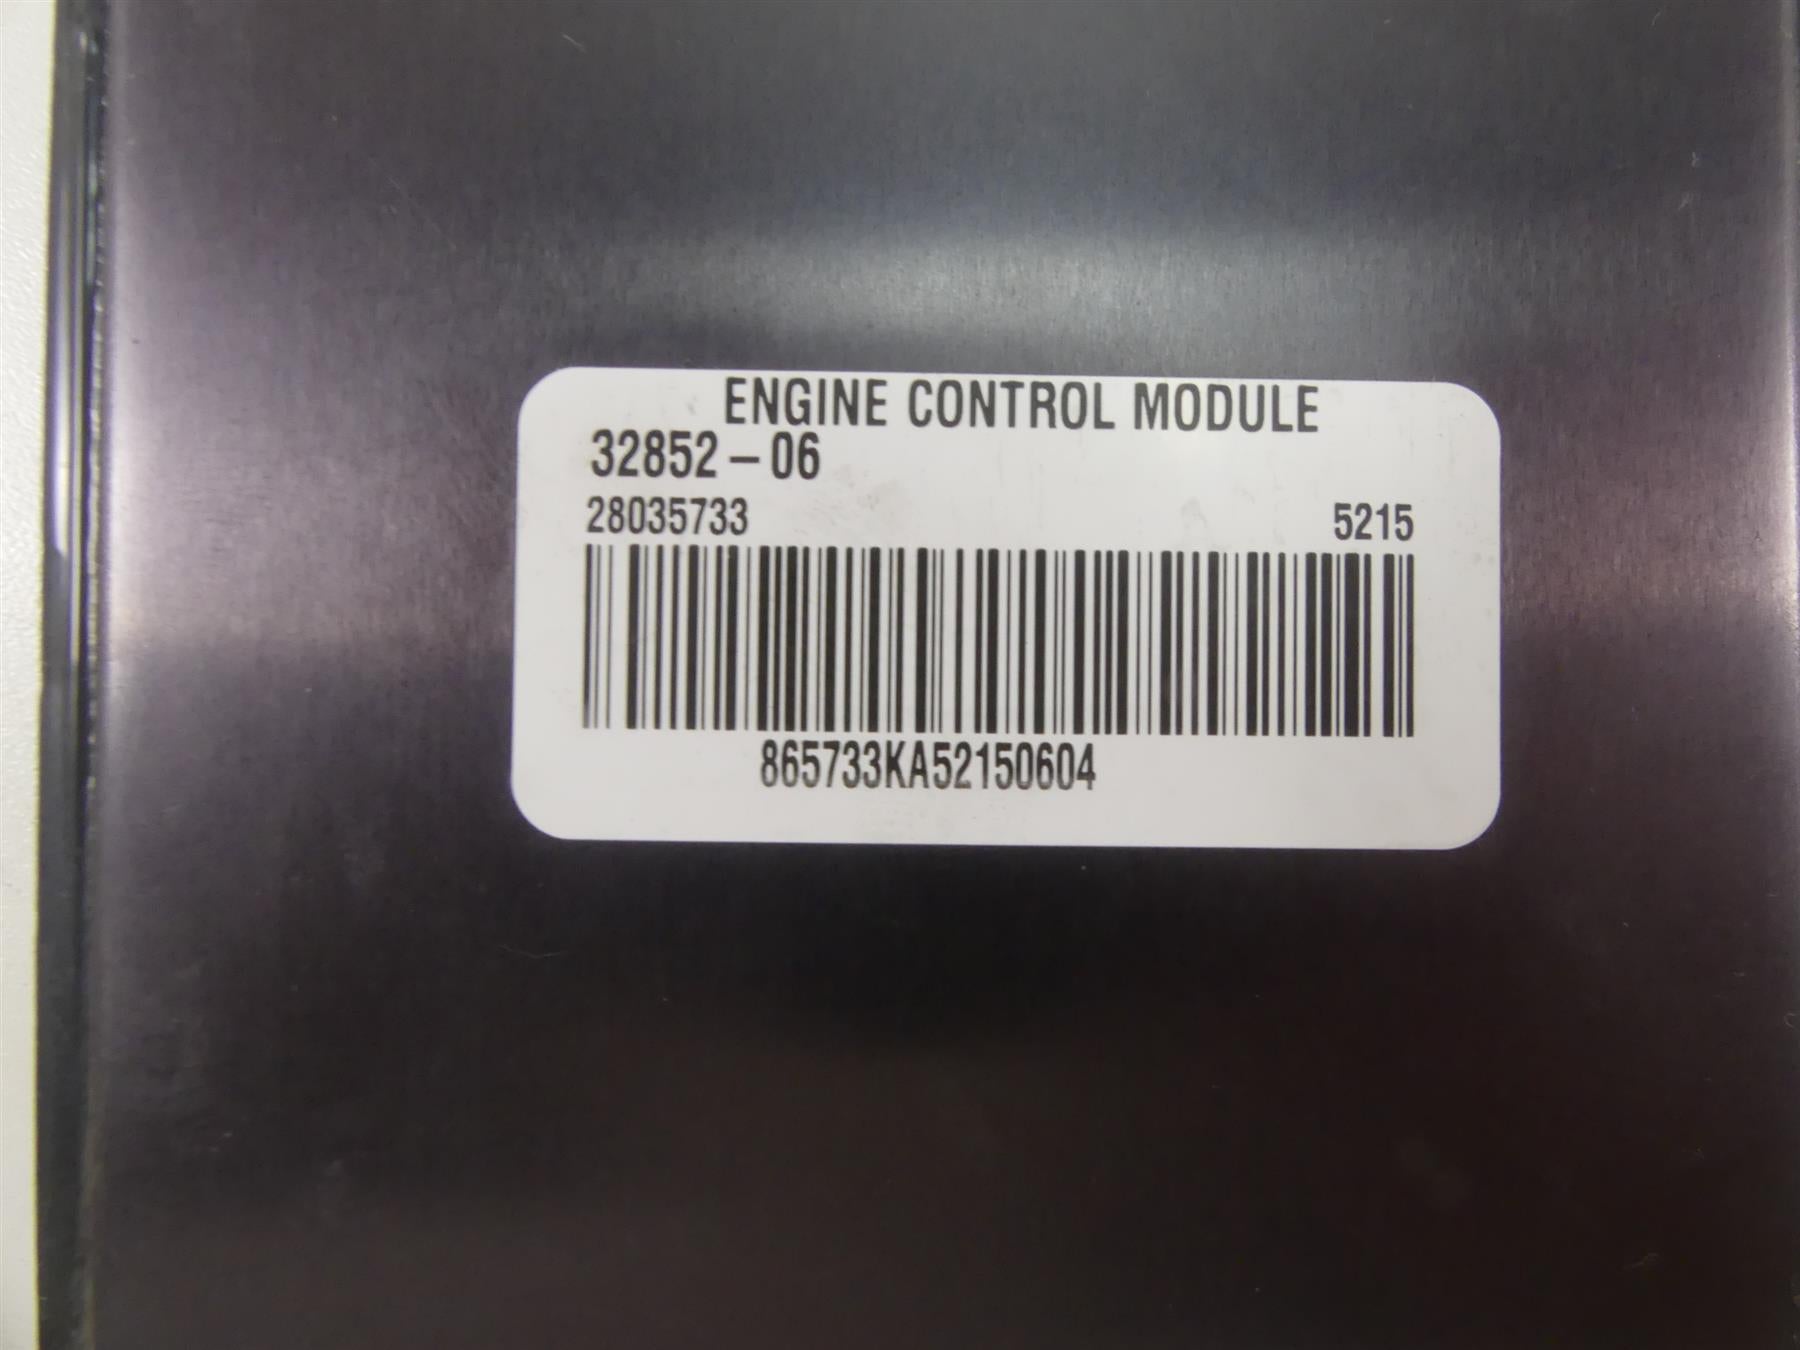 ENGINE CONTROL MODULE
32852-06
28035733 5215
865733KA52150604